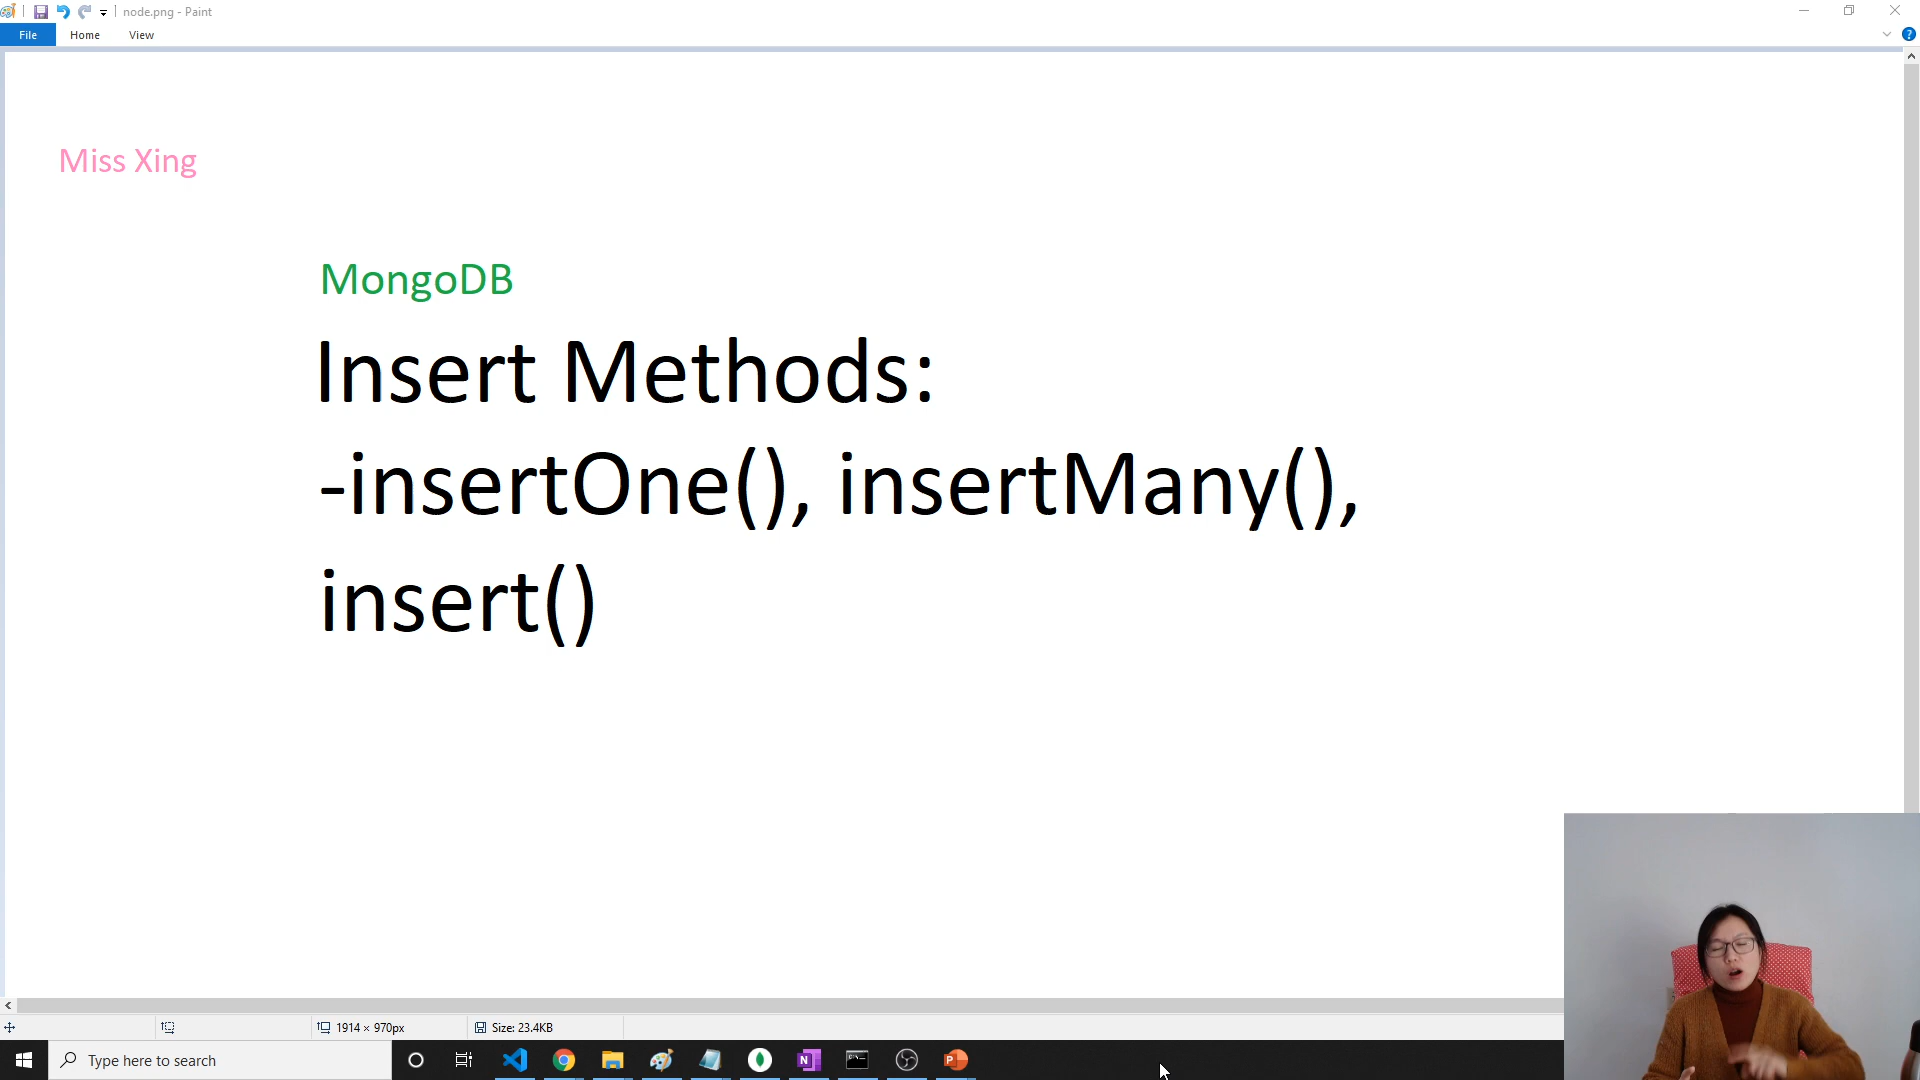 node.png - Paint
File Home View
Miss Xing
MongoDB
Insert Methods:
-insertOne(), insertMany(),
insert()
1914 × 970px Size: 23.4KB
Type here to search